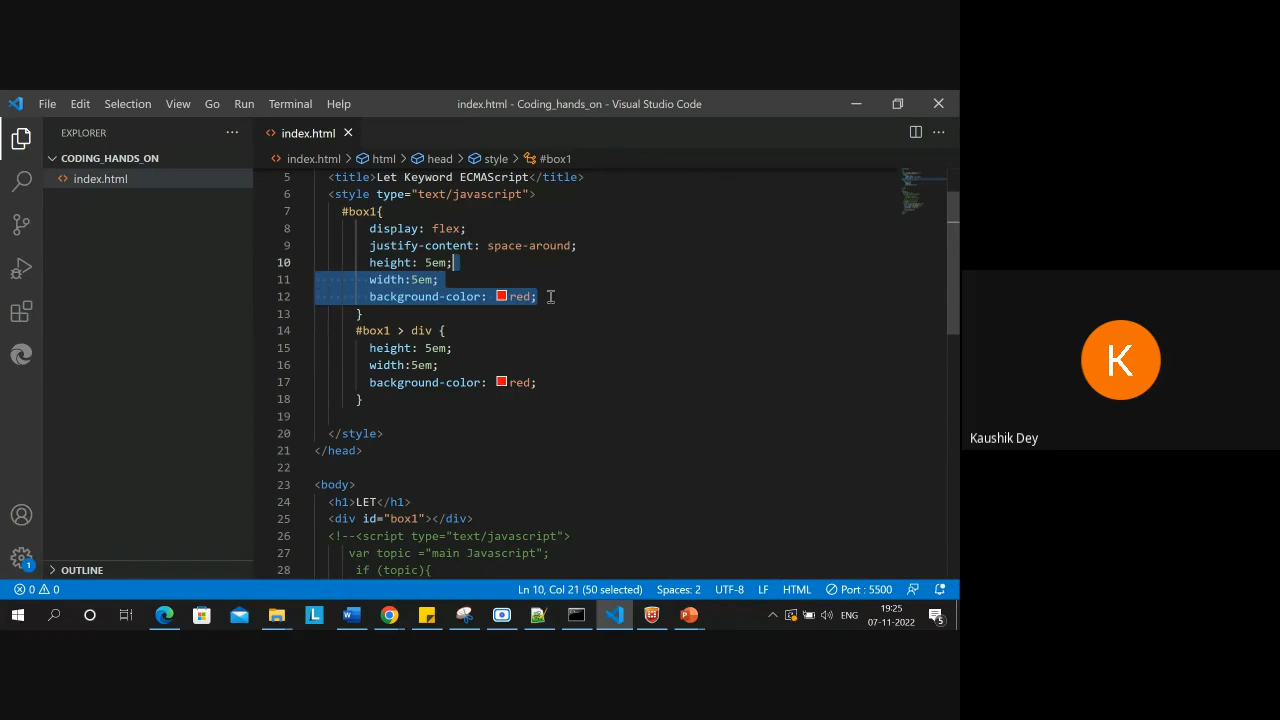 File Edit Selection View Go Run Terminal Help
index.html - Coding_hands_on - Visual Studio Code
EXPLORER
CODING_HANDS_ON
index.html
OUTLINE
index.html
index.html > html > head > style > #box1
5 <title>Let Keyword ECMAScript</title>
6 <style type="text/javascript">
7 #box1{
8 display: flex;
9 justify-content: space-around;
10 height: 5em;
11 width:5em;
12 background-color: red;
13 }
14 #box1 > div {
15 height: 5em;
16 width:5em;
17 background-color: red;
18 }
19
20 </style>
21 </head>
22
23 <body>
24 <h1>LET</h1>
25 <div id="box1"></div>
26 <!--<script type="text/javascript">
27 var topic ="main Javascript";
28 if (topic){
0 0 Ln 10, Col 21 (50 selected) Spaces: 2 UTF-8 LF HTML Port : 5500
1
L
ENG
19:25
07-11-2022
5
K
Kaushik Dey